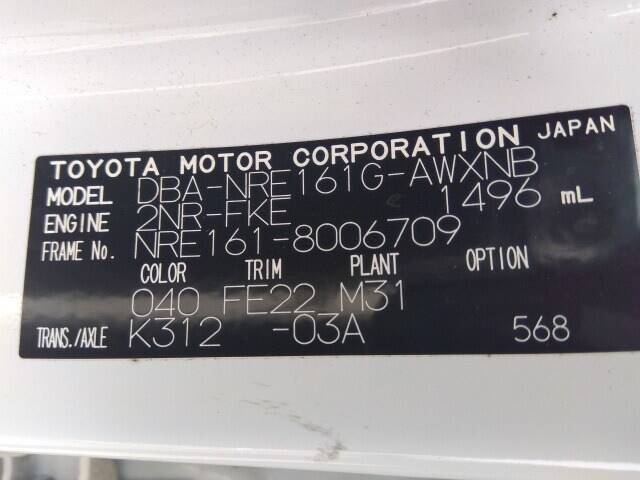 TOYOTA MOTOR CORPORATION JAPAN
MODEL DBA-NRE161G-AWXNB
ENGINE 2NR-FKE 1496 mL
FRAME No. NRE161-8006709
COLOR TRIM PLANT OPTION
040 FE22 M31
TRANS./AXLE K312 -03A 568